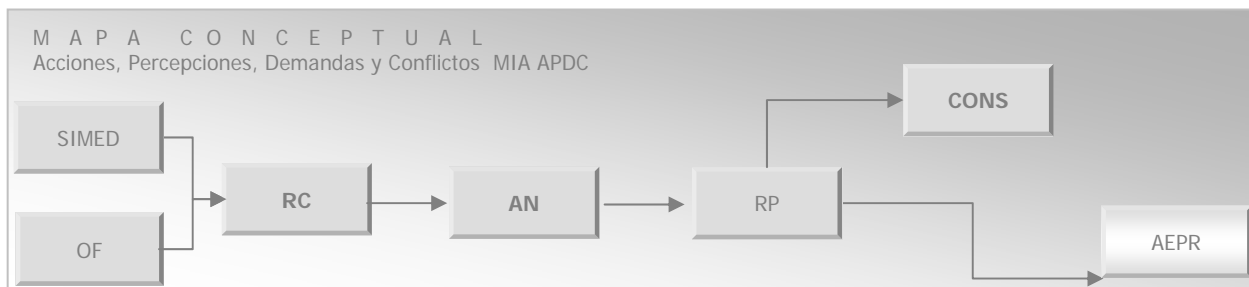 M A P A C O N C E P T U A L
Acciones, Percepciones, Demandas y Conflictos MIA APDC
CONS
SIMED
RC
AN
RP
OF
AEPR